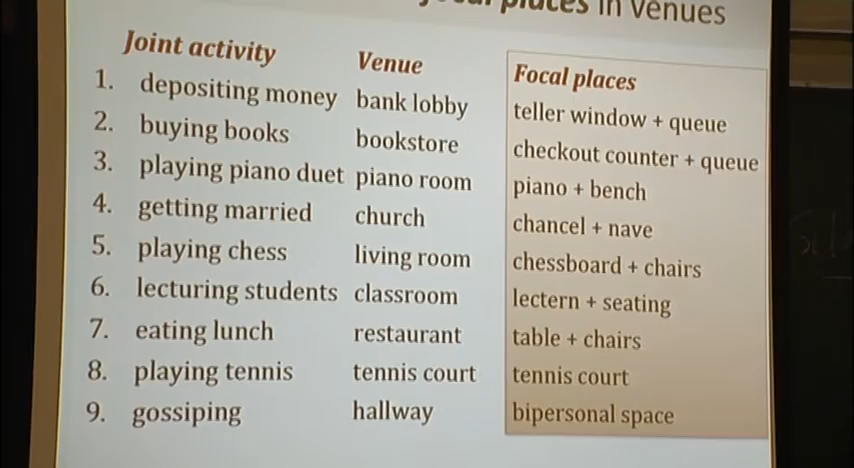 places in Venues
Joint activity Venue Focal places
1. depositing money bank lobby teller window + queue
2. buying books bookstore checkout counter + queue
3. playing piano duet piano room piano + bench
4. getting married church chancel + nave
5. playing chess living room chessboard + chairs
6. lecturing students classroom lectern + seating
7. eating lunch restaurant table + chairs
8. playing tennis tennis court tennis court
9. gossiping hallway bipersonal space